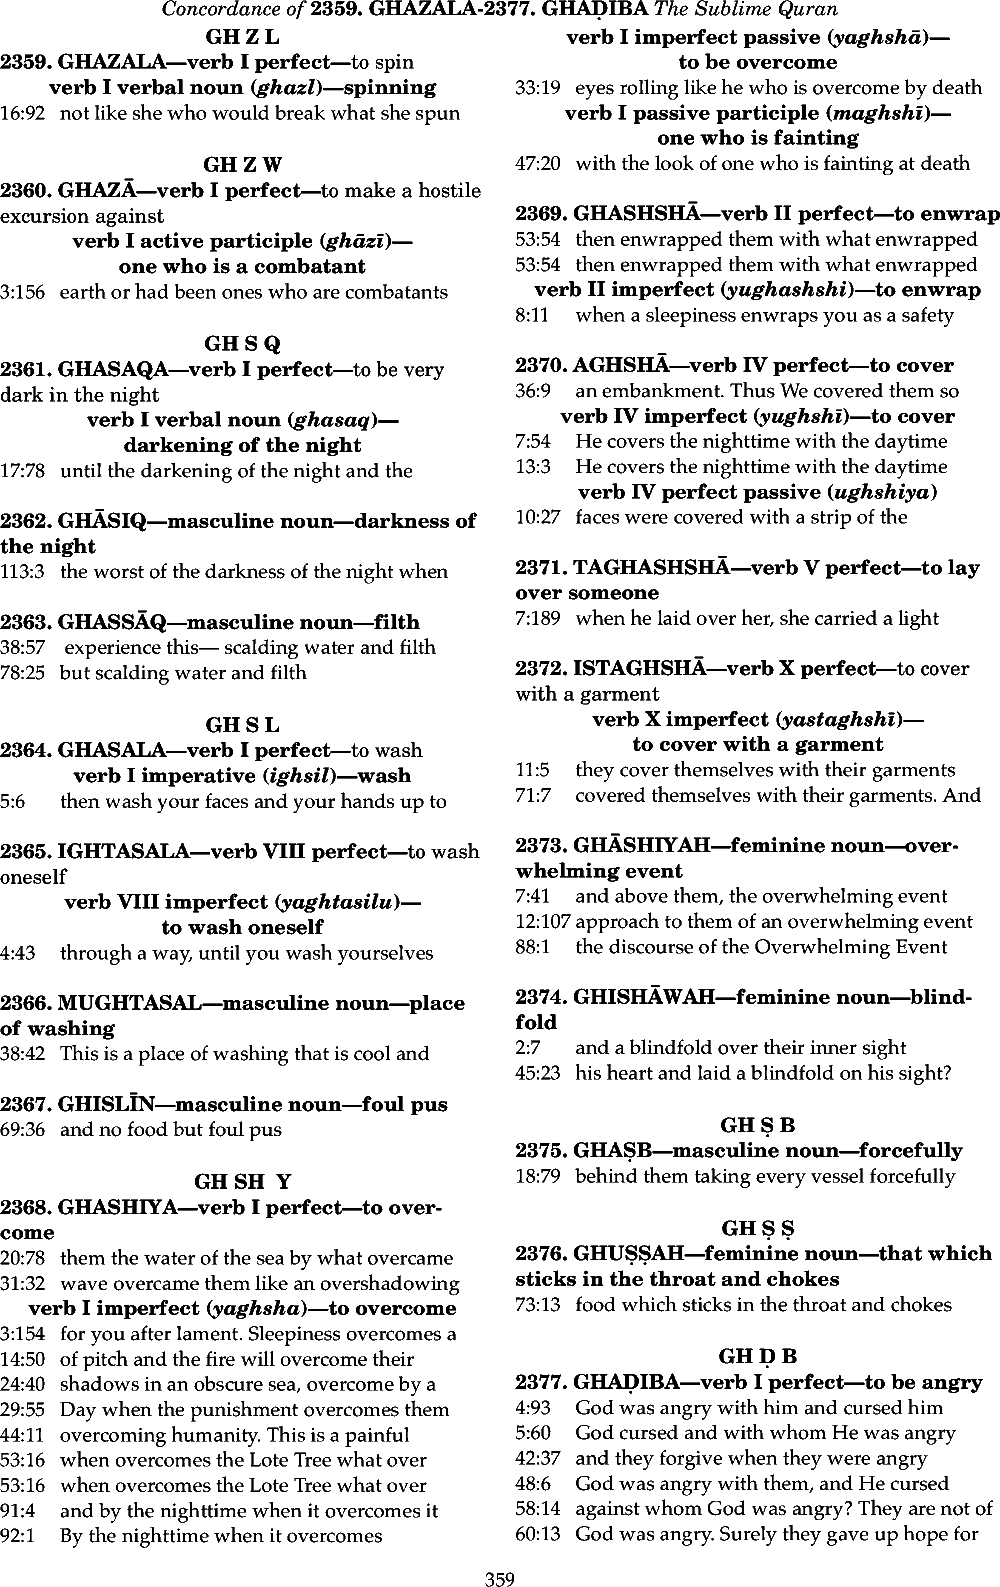 Concordance of 2359. GHAZALA-2377. GHAḌIBA The Sublime Quran
GH Z L
2359. GHAZALA—verb I perfect—to spin
verb I verbal noun (ghazl)—spinning
16:92 not like she who would break what she spun
GH Z W
2360. GHAZĀ—verb I perfect—to make a hostile
excursion against
verb I active participle (ghāzī)—
one who is a combatant
3:156 earth or had been ones who are combatants
GH S Q
2361. GHASAQA—verb I perfect—to be very
dark in the night
verb I verbal noun (ghasaq)—
darkening of the night
17:78 until the darkening of the night and the
2362. GHĀSIQ—masculine noun—darkness of
the night
113:3 the worst of the darkness of the night when
2363. GHASSĀQ—masculine noun—filth
38:57 experience this— scalding water and filth
78:25 but scalding water and filth
GH S L
2364. GHASALA—verb I perfect—to wash
verb I imperative (ighsil)—wash
5:6 then wash your faces and your hands up to
2365. IGHTASALA—verb VIII perfect—to wash
oneself
verb VIII imperfect (yaghtasilu)—
to wash oneself
4:43 through a way, until you wash yourselves
2366. MUGHTASAL—masculine noun—place
of washing
38:42 This is a place of washing that is cool and
2367. GHISLĪN—masculine noun—foul pus
69:36 and no food but foul pus
GH SH Y
2368. GHASHIYA—verb I perfect—to over-
come
20:78 them the water of the sea by what overcame
31:32 wave overcame them like an overshadowing
verb I imperfect (yaghsha)—to overcome
3:154 for you after lament. Sleepiness overcomes a
14:50 of pitch and the fire will overcome their
24:40 shadows in an obscure sea, overcome by a
29:55 Day when the punishment overcomes them
44:11 overcoming humanity. This is a painful
53:16 when overcomes the Lote Tree what over
53:16 when overcomes the Lote Tree what over
91:4 and by the nighttime when it overcomes it
92:1 By the nighttime when it overcomes
verb I imperfect passive (yaghshā)—
to be overcome
33:19 eyes rolling like he who is overcome by death
verb I passive participle (maghshī)—
one who is fainting
47:20 with the look of one who is fainting at death
2369. GHASHSHĀ—verb II perfect—to enwrap
53:54 then enwrapped them with what enwrapped
53:54 then enwrapped them with what enwrapped
verb II imperfect (yughashshi)—to enwrap
8:11 when a sleepiness enwraps you as a safety
2370. AGHSHĀ—verb IV perfect—to cover
36:9 an embankment. Thus We covered them so
verb IV imperfect (yughshī)—to cover
7:54 He covers the nighttime with the daytime
13:3 He covers the nighttime with the daytime
verb IV perfect passive (ughshiya)
10:27 faces were covered with a strip of the
2371. TAGHASHSHĀ—verb V perfect—to lay
over someone
7:189 when he laid over her, she carried a light
2372. ISTAGHSHĀ—verb X perfect—to cover
with a garment
verb X imperfect (yastaghshī)—
to cover with a garment
11:5 they cover themselves with their garments
71:7 covered themselves with their garments. And
2373. GHĀSHIYAH—feminine noun—over-
whelming event
7:41 and above them, the overwhelming event
12:107 approach to them of an overwhelming event
88:1 the discourse of the Overwhelming Event
2374. GHISHĀWAH—feminine noun—blind-
fold
2:7 and a blindfold over their inner sight
45:23 his heart and laid a blindfold on his sight?
GH Ṣ B
2375. GHAṢB—masculine noun—forcefully
18:79 behind them taking every vessel forcefully
GH Ṣ Ṣ
2376. GHUṢṢAH—feminine noun—that which
sticks in the throat and chokes
73:13 food which sticks in the throat and chokes
GH Ḍ B
2377. GHAḌIBA—verb I perfect—to be angry
4:93 God was angry with him and cursed him
5:60 God cursed and with whom He was angry
42:37 and they forgive when they were angry
48:6 God was angry with them, and He cursed
58:14 against whom God was angry? They are not of
60:13 God was angry. Surely they gave up hope for
359